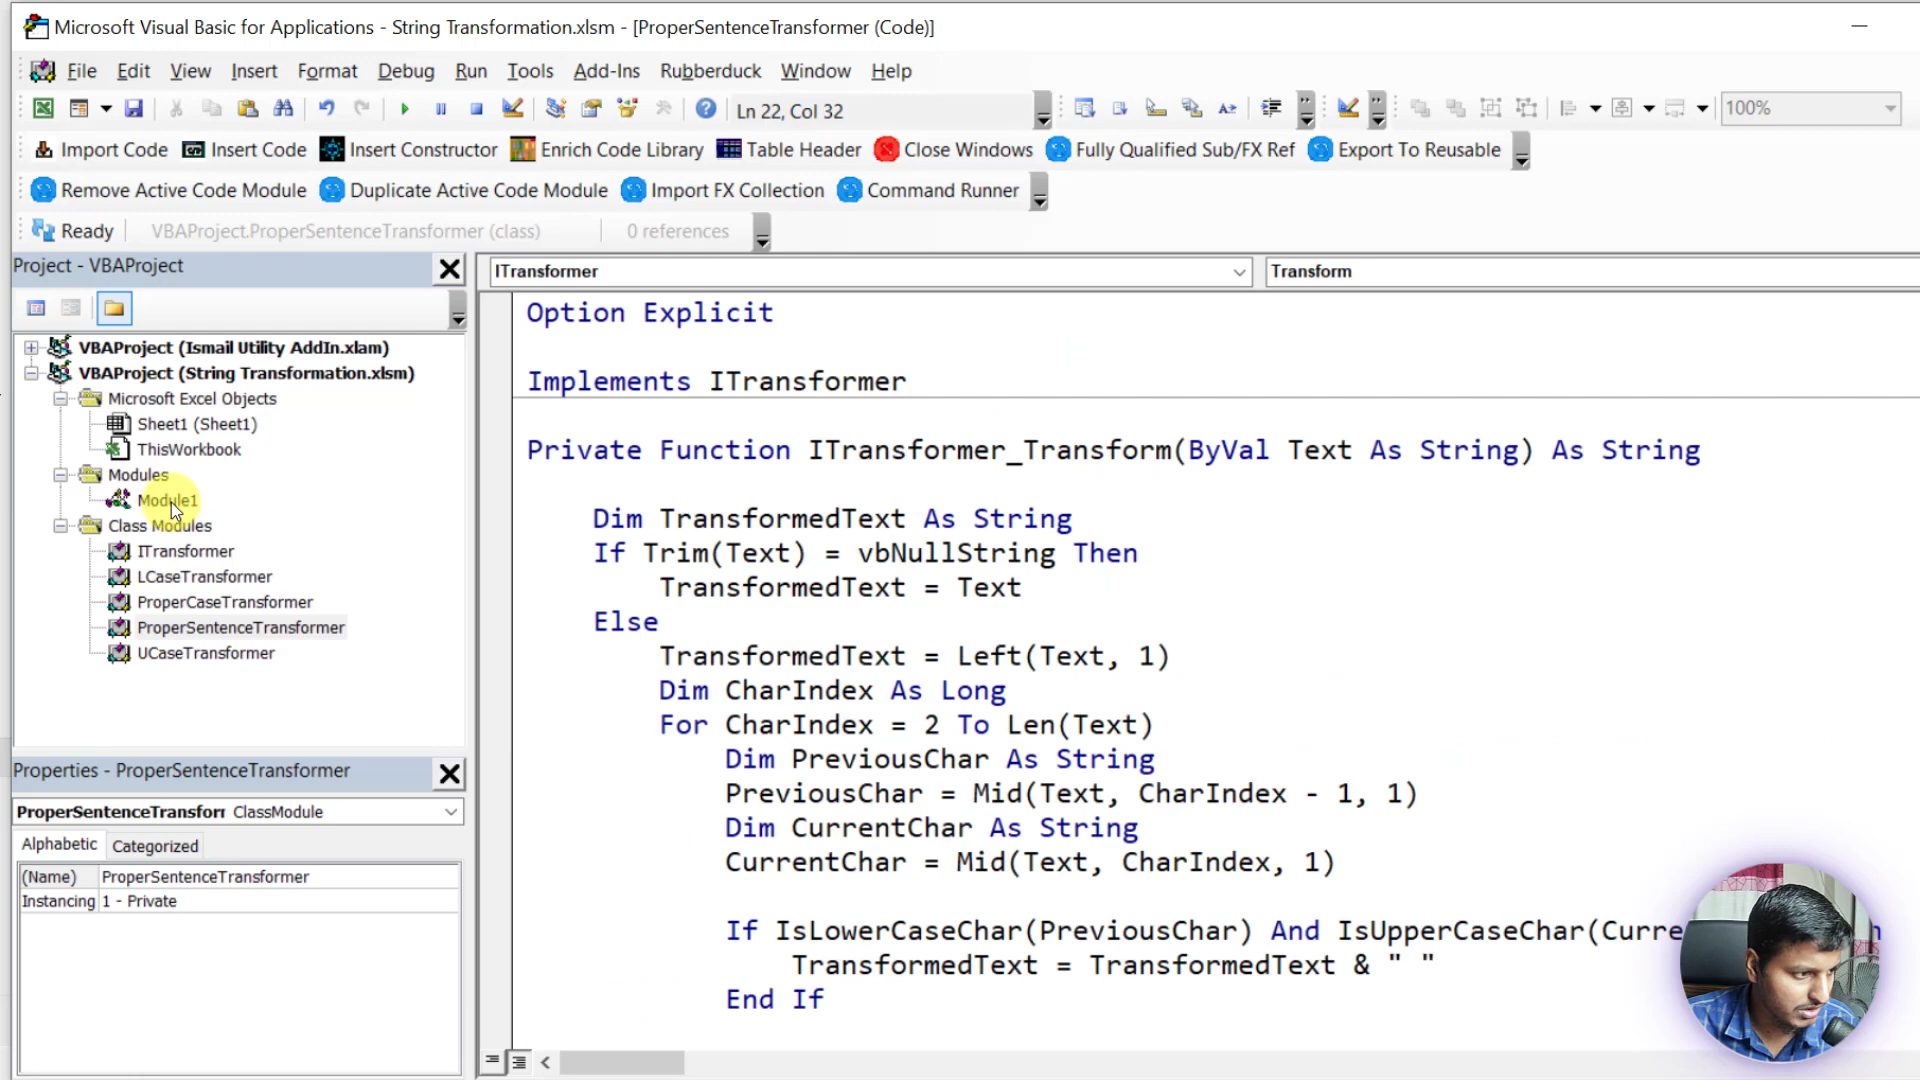 Microsoft Visual Basic for Applications - String Transformation.xlsm - [ProperSentenceTransformer (Code)]
File Edit View Insert Format Debug Run Tools Add-Ins Rubberduck Window Help
Ln 22, Col 32
100%
Import Code Insert Code Insert Constructor Enrich Code Library Table Header Close Windows Fully Qualified Sub/FX Ref Export To Reusable
Remove Active Code Module Duplicate Active Code Module Import FX Collection Command Runner
Ready VBAProject.ProperSentenceTransformer (class) 0 references
Project - VBAProject
VBAProject (Ismail Utility AddIn.xlam)
VBAProject (String Transformation.xlsm)
Microsoft Excel Objects
Sheet1 (Sheet1)
ThisWorkbook
Modules
Module1
Class Modules
ITransformer
LCaseTransformer
ProperCaseTransformer
ProperSentenceTransformer
UCaseTransformer
Properties - ProperSentenceTransformer
ProperSentenceTransforr ClassModule
Alphabetic Categorized
(Name) ProperSentenceTransformer
Instancing 1 - Private
ITransformer Transform
Option Explicit
Implements ITransformer
Private Function ITransformer_Transform(ByVal Text As String) As String
Dim TransformedText As String
If Trim(Text) = vbNullString Then
TransformedText = Text
Else
TransformedText = Left(Text, 1)
Dim CharIndex As Long
For CharIndex = 2 To Len(Text)
Dim PreviousChar As String
PreviousChar = Mid(Text, CharIndex - 1, 1)
Dim CurrentChar As String
CurrentChar = Mid(Text, CharIndex, 1)
If IsLowerCaseChar(PreviousChar) And IsUpperCaseChar(Curre
TransformedText = TransformedText & " "
End If